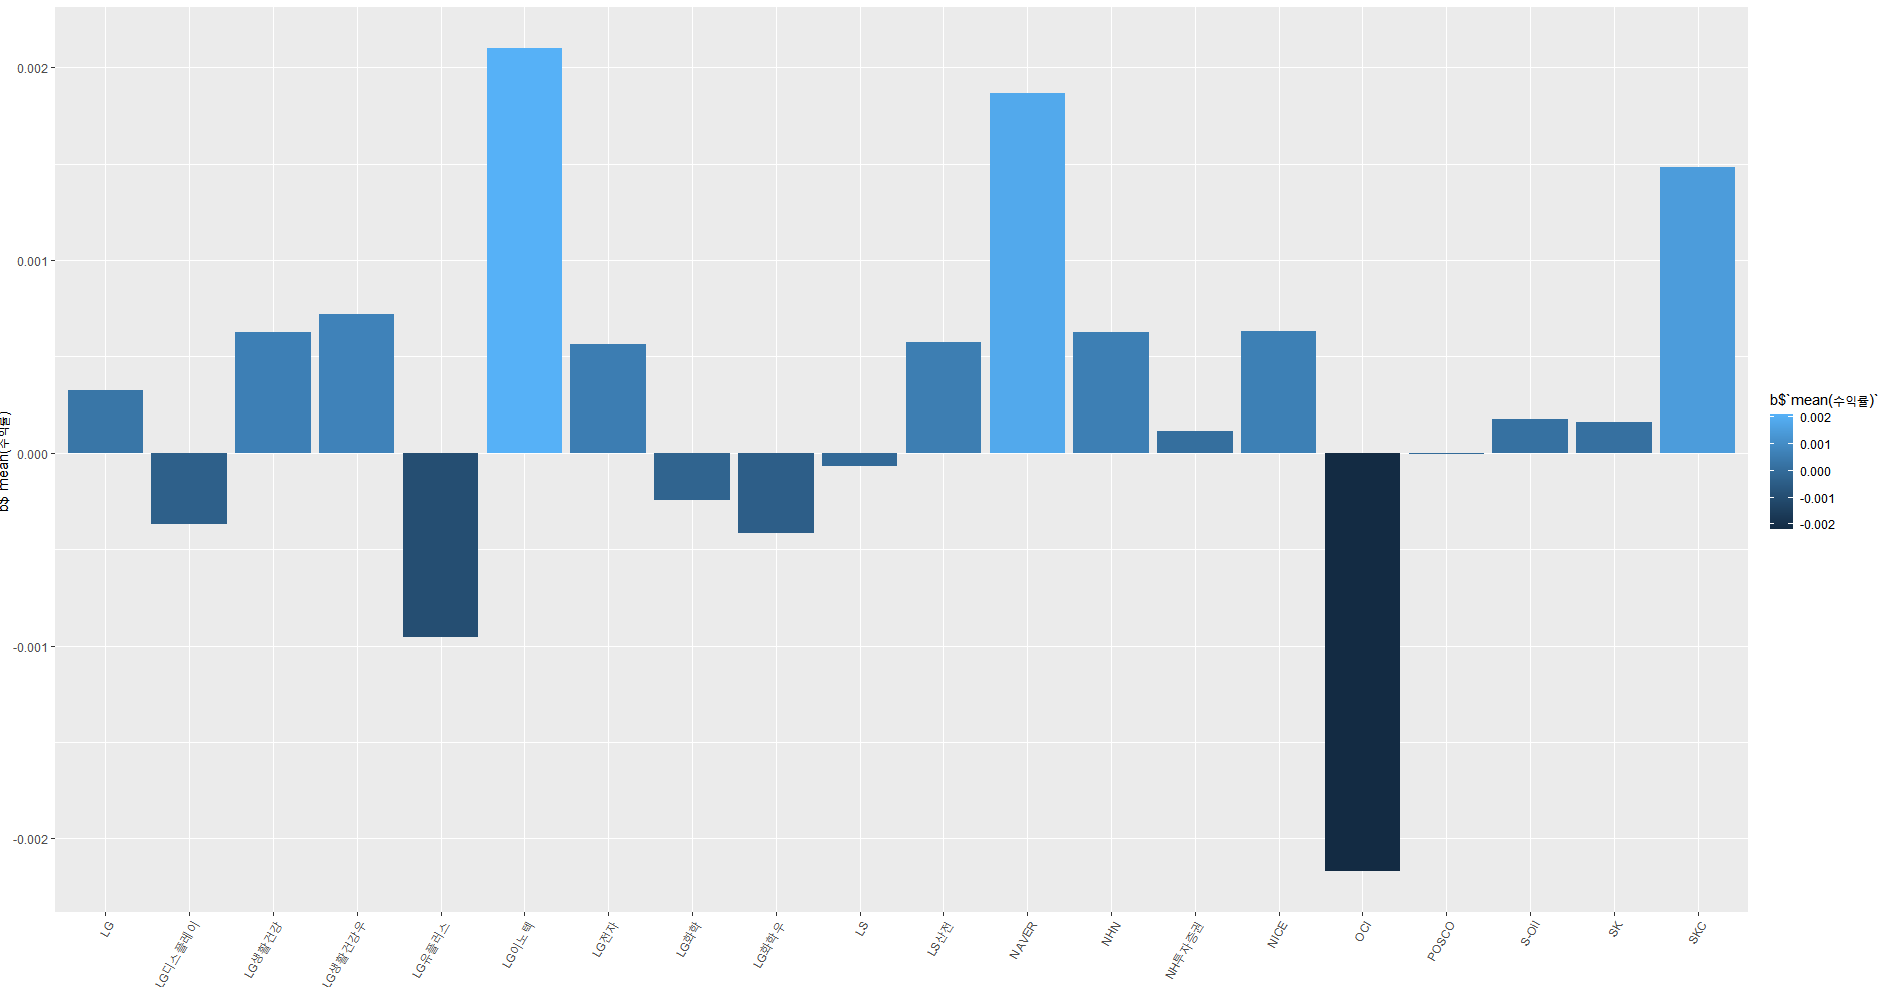 0.002
0.001
0.000
-0.001
-0.002
b$`mean(수익률)`
LG
LG디스플레이
LG생활건강
LG생활건강우
LG유플러스
LG이노텍
LG전자
LG화학
LG화학우
LS
LS산전
NAVER
NHN
NH투자증권
NICE
OCI
POSCO
S-Oil
SK
SKC
b$`mean(수익률)`
0.002
0.001
0.000
-0.001
-0.002